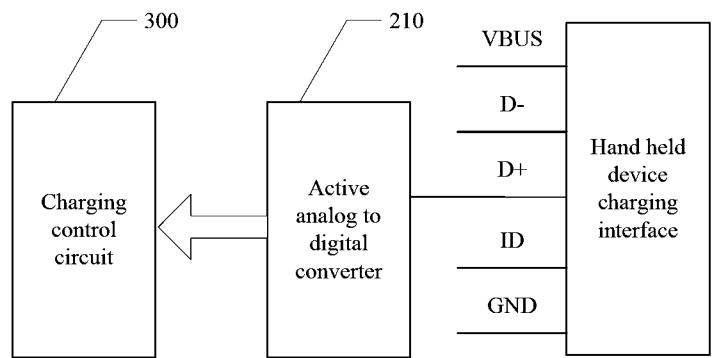 300
210
VBUS
D-
D+
ID
GND
Charging
control
circuit
Active
analog to
digital
converter
Hand held
device
charging
interface